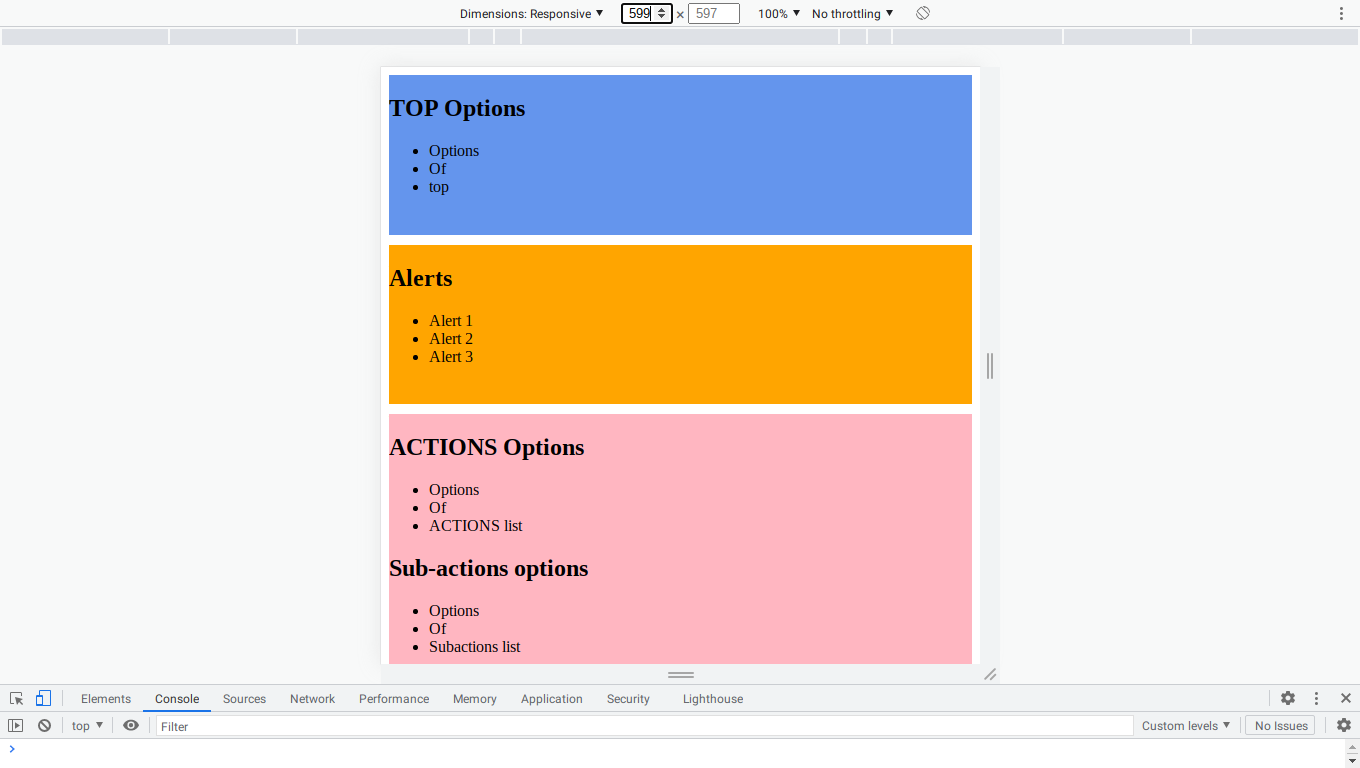 Dimensions: Responsive 599 × 597 100% No throttling
TOP Options
Options
Of
top
Alerts
Alert 1
Alert 2
Alert 3
ACTIONS Options
Options
Of
ACTIONS list
Sub-actions options
Options
Of
Subactions list
Elements Console Sources Network Performance Memory Application Security Lighthouse
top Filter Custom levels No Issues